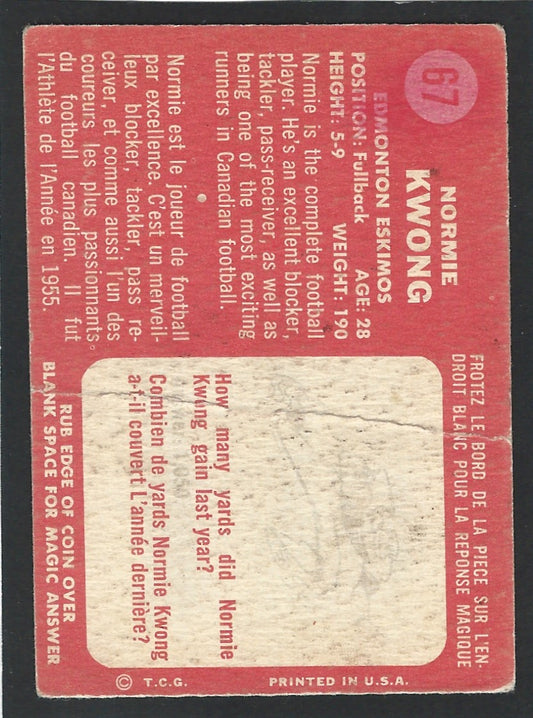 67
NORMIE
KWONG
EDMONTON ESKIMOS
POSITION: Fullback AGE: 28
HEIGHT: 5-9 WEIGHT: 190
Normie is the complete football
player. He's an excellent blocker,
tackler, pass-receiver, as well as
being one of the most exciting
runners in Canadian football.
Normie est le joueur de football
par excellence. C'est un merveil-
leux blocker, tackler, pass re-
ceiver, et comme aussi l'un des
coureurs les plus passionnants
du football canadien. Il fut
l'Athlète de l'Année en 1955.
FROTEZ LE BORD DE LA PIECE SUR L'EN-
DROIT BLANC POUR LA REPONSE MAGIQUE
How many yards did Normie
Kwong gain last year?
Combien de yards Normie Kwong
a-t-il couvert L'année dernière?
RUB EDGE OF COIN OVER
BLANK SPACE FOR MAGIC ANSWER
© T.C.G. PRINTED IN U.S.A.